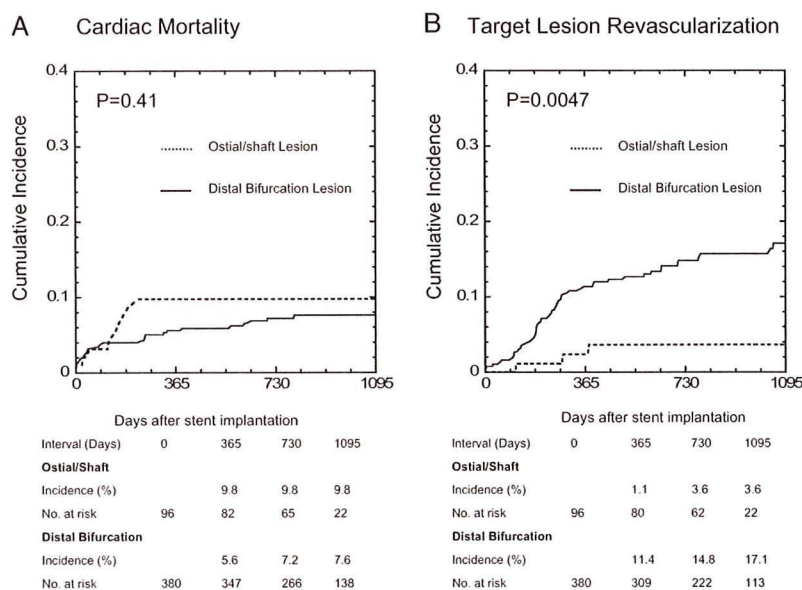 A Cardiac Mortality
0.4
P=0.41
0.3
Ostial/shaft Lesion
Distal Bifurcation Lesion
Cumulative Incidence
0.2
0.1
0
0 365 730 1095
Days after stent implantation
Interval (Days) 0 365 730 1095
Ostial/Shaft
Incidence (%) 9.8 9.8 9.8
No. at risk 96 82 65 22
Distal Bifurcation
Incidence (%) 5.6 7.2 7.6
No. at risk 380 347 266 138
B Target Lesion Revascularization
0.4
P=0.0047
0.3
Ostial/shaft Lesion
Distal Bifurcation Lesion
Cumulative Incidence
0.2
0.1
0
0 365 730 1095
Days after stent implantation
Interval (Days) 0 365 730 1095
Ostial/Shaft
Incidence (%) 1.1 3.6 3.6
No. at risk 96 80 62 22
Distal Bifurcation
Incidence (%) 11.4 14.8 17.1
No. at risk 380 309 222 113